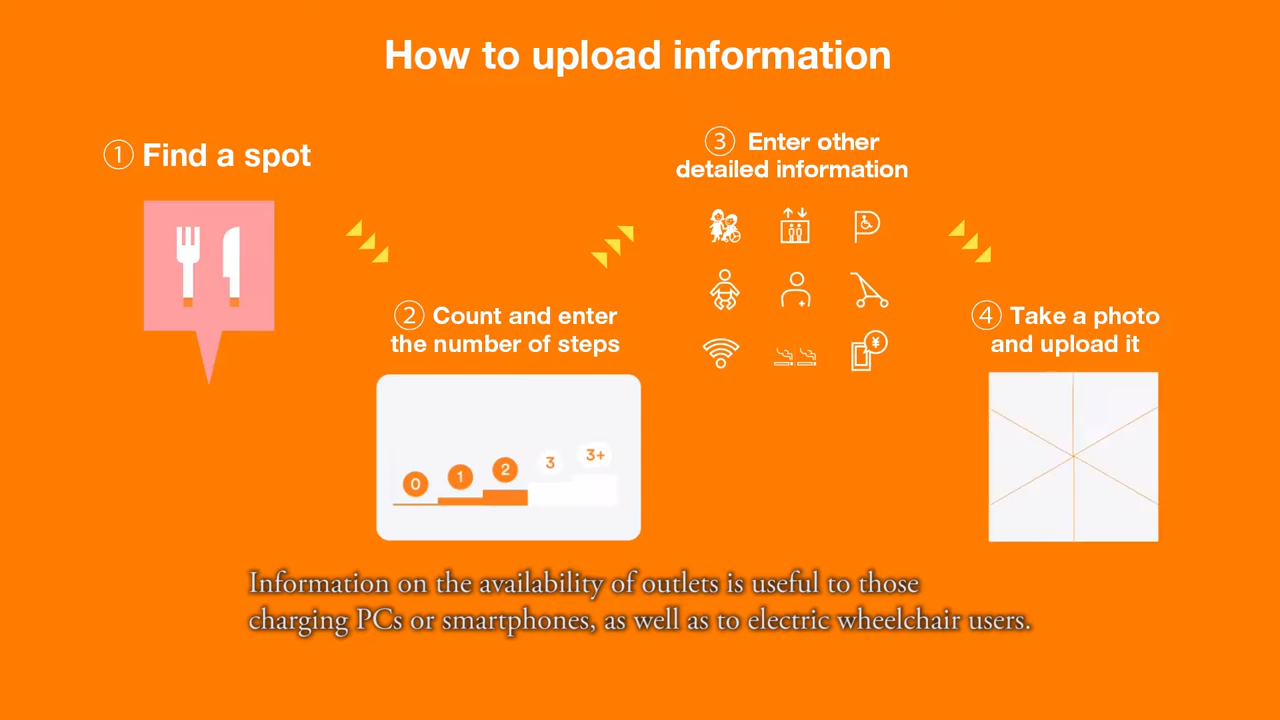 How to upload information
① Find a spot
② Count and enter
the number of steps
0 1 2 3 3+
③ Enter other
detailed information
¥
④ Take a photo
and upload it
Information on the availability of outlets is useful to those
charging PCs or smartphones, as well as to electric wheelchair users.